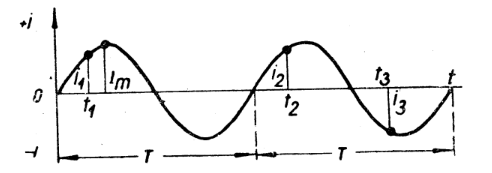 +i
i₁ Im i₂ t₃ t
0 t₁ t₂ i₃
-I
T T